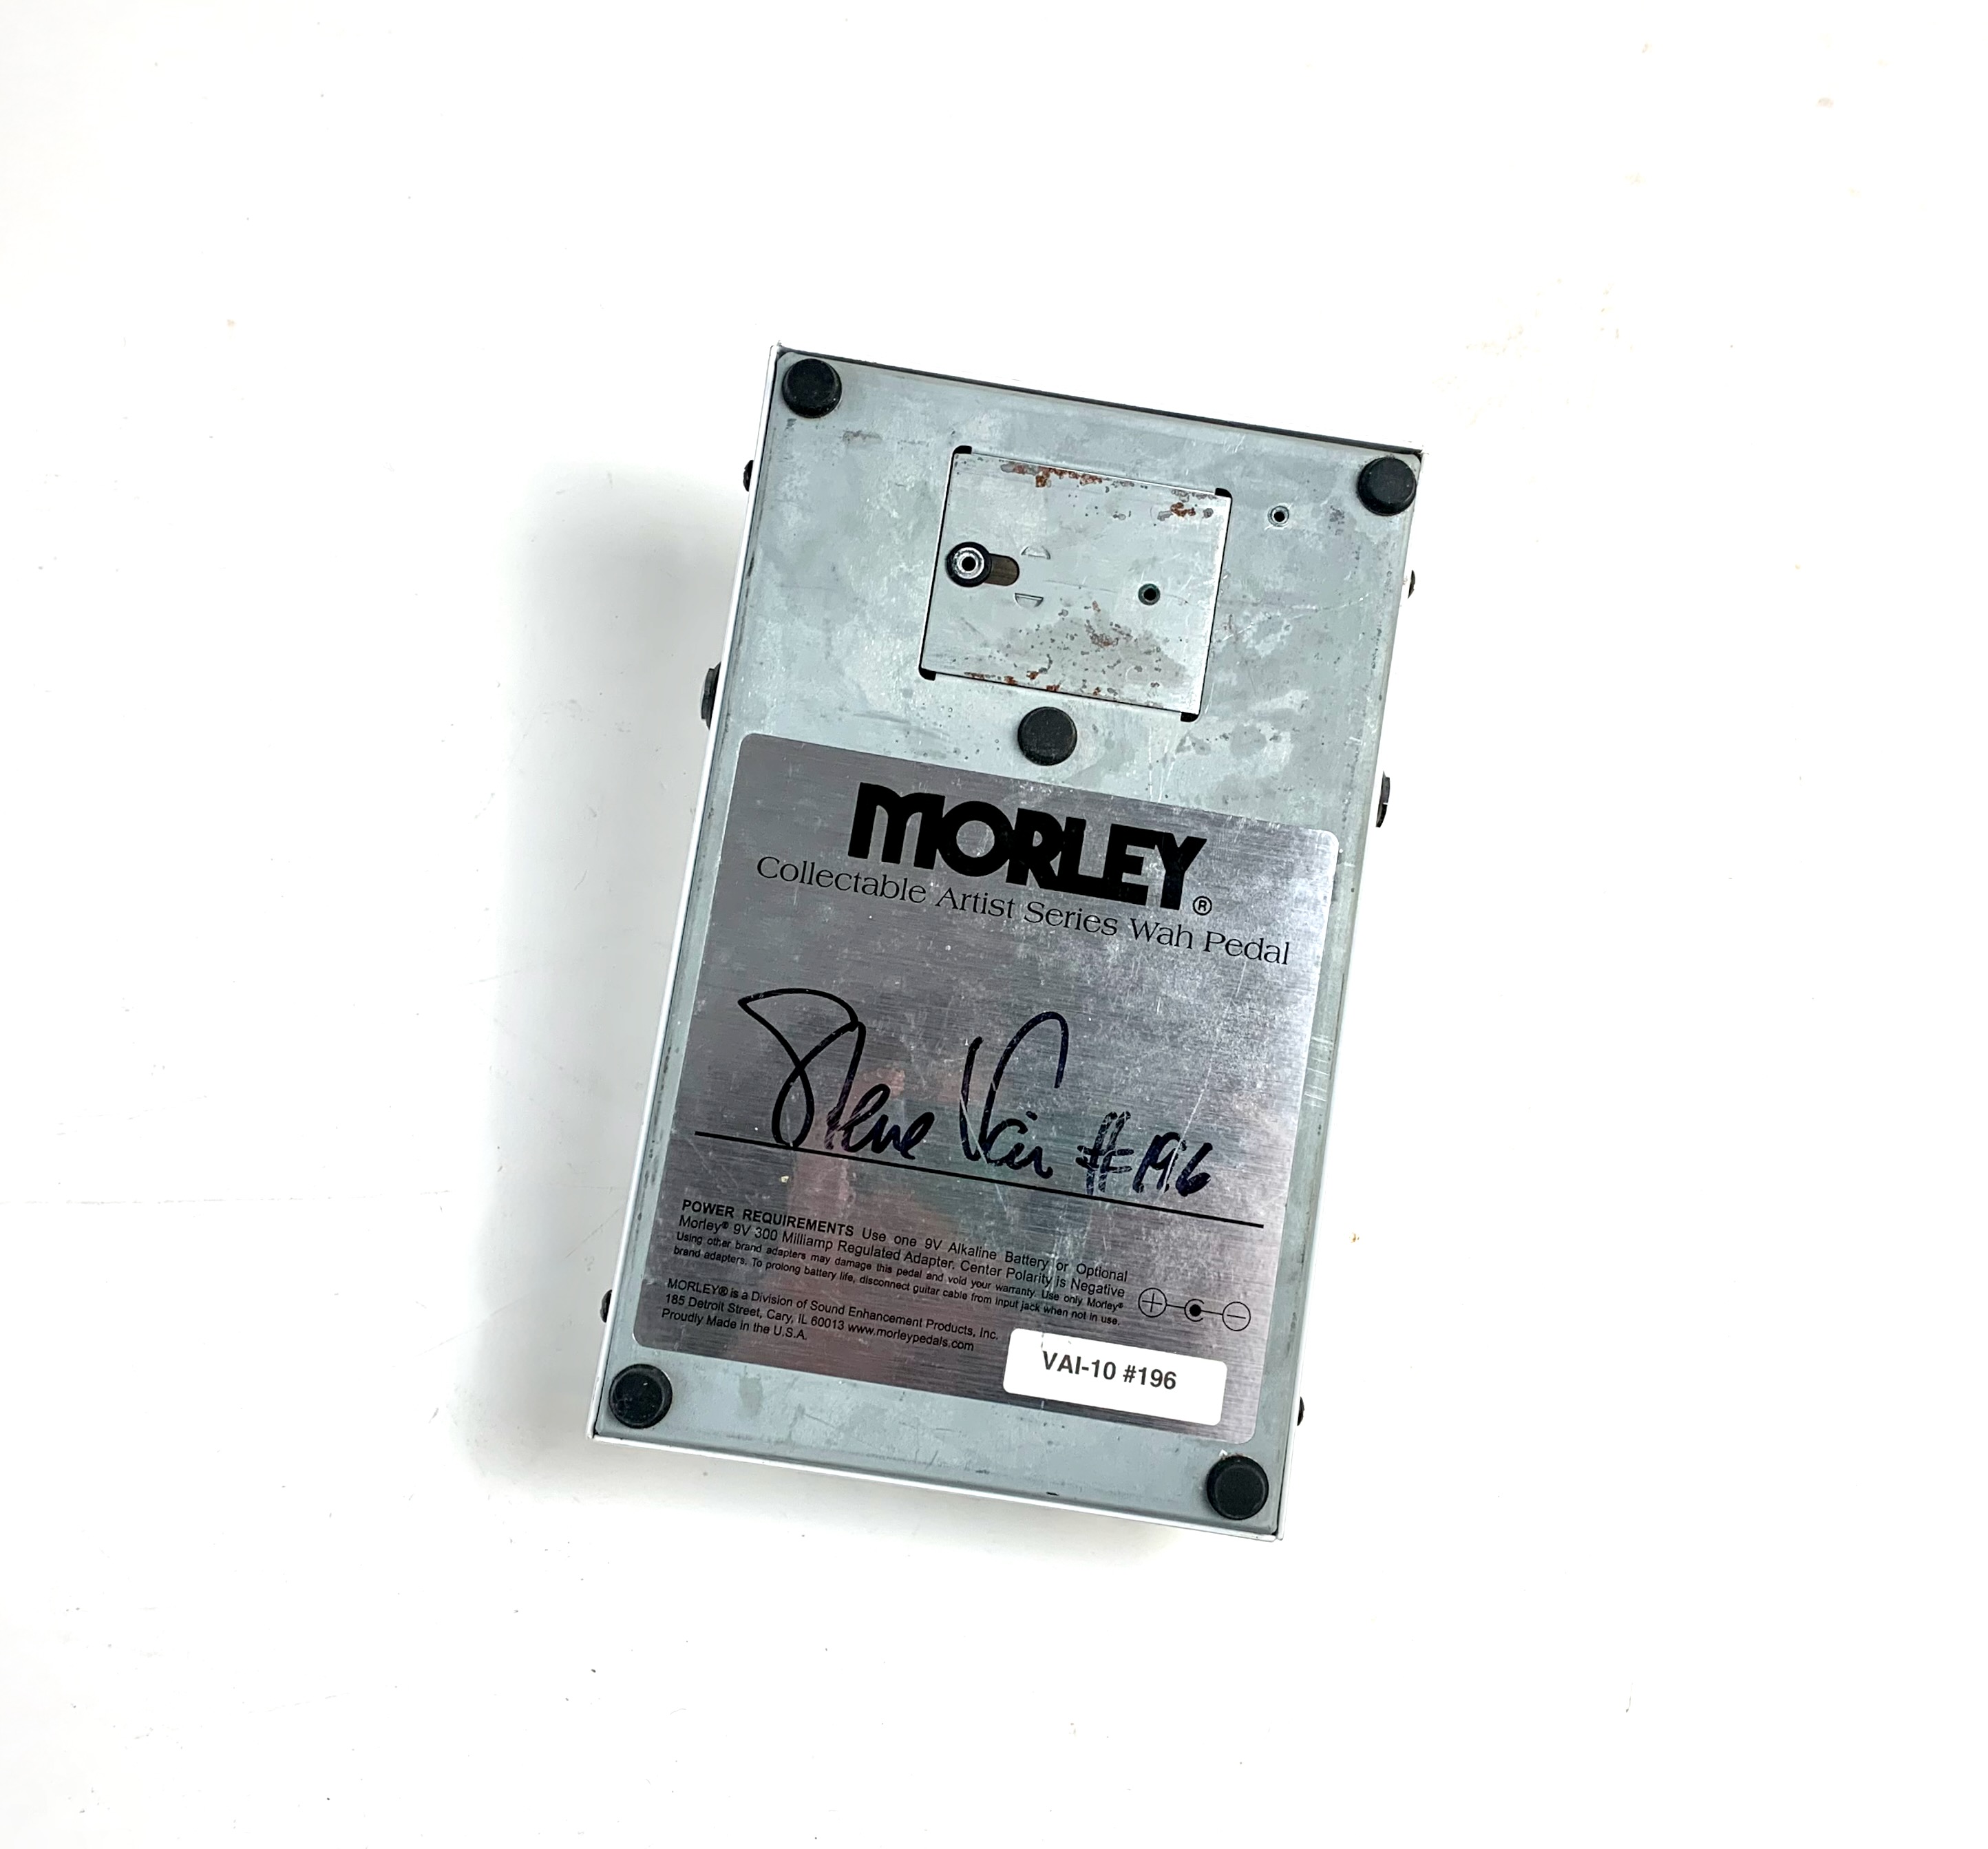 MORLEY®
Collectable Artist Series Wah Pedal
Steve Vai #196
POWER REQUIREMENTS Use one 9V Alkaline Battery or Optional
Morley® 9V 300 Milliamp Regulated Adapter. Center Polarity is Negative
Using other brand adapters may damage this pedal and void your warranty. Use only Morley®
brand adapters. To prolong battery life, disconnect guitar cable from input jack when not in use.
MORLEY® is a Division of Sound Enhancement Products, Inc.
185 Detroit Street, Cary, IL 60013 www.morleypedals.com
Proudly Made in the U.S.A.
VAI-10 #196